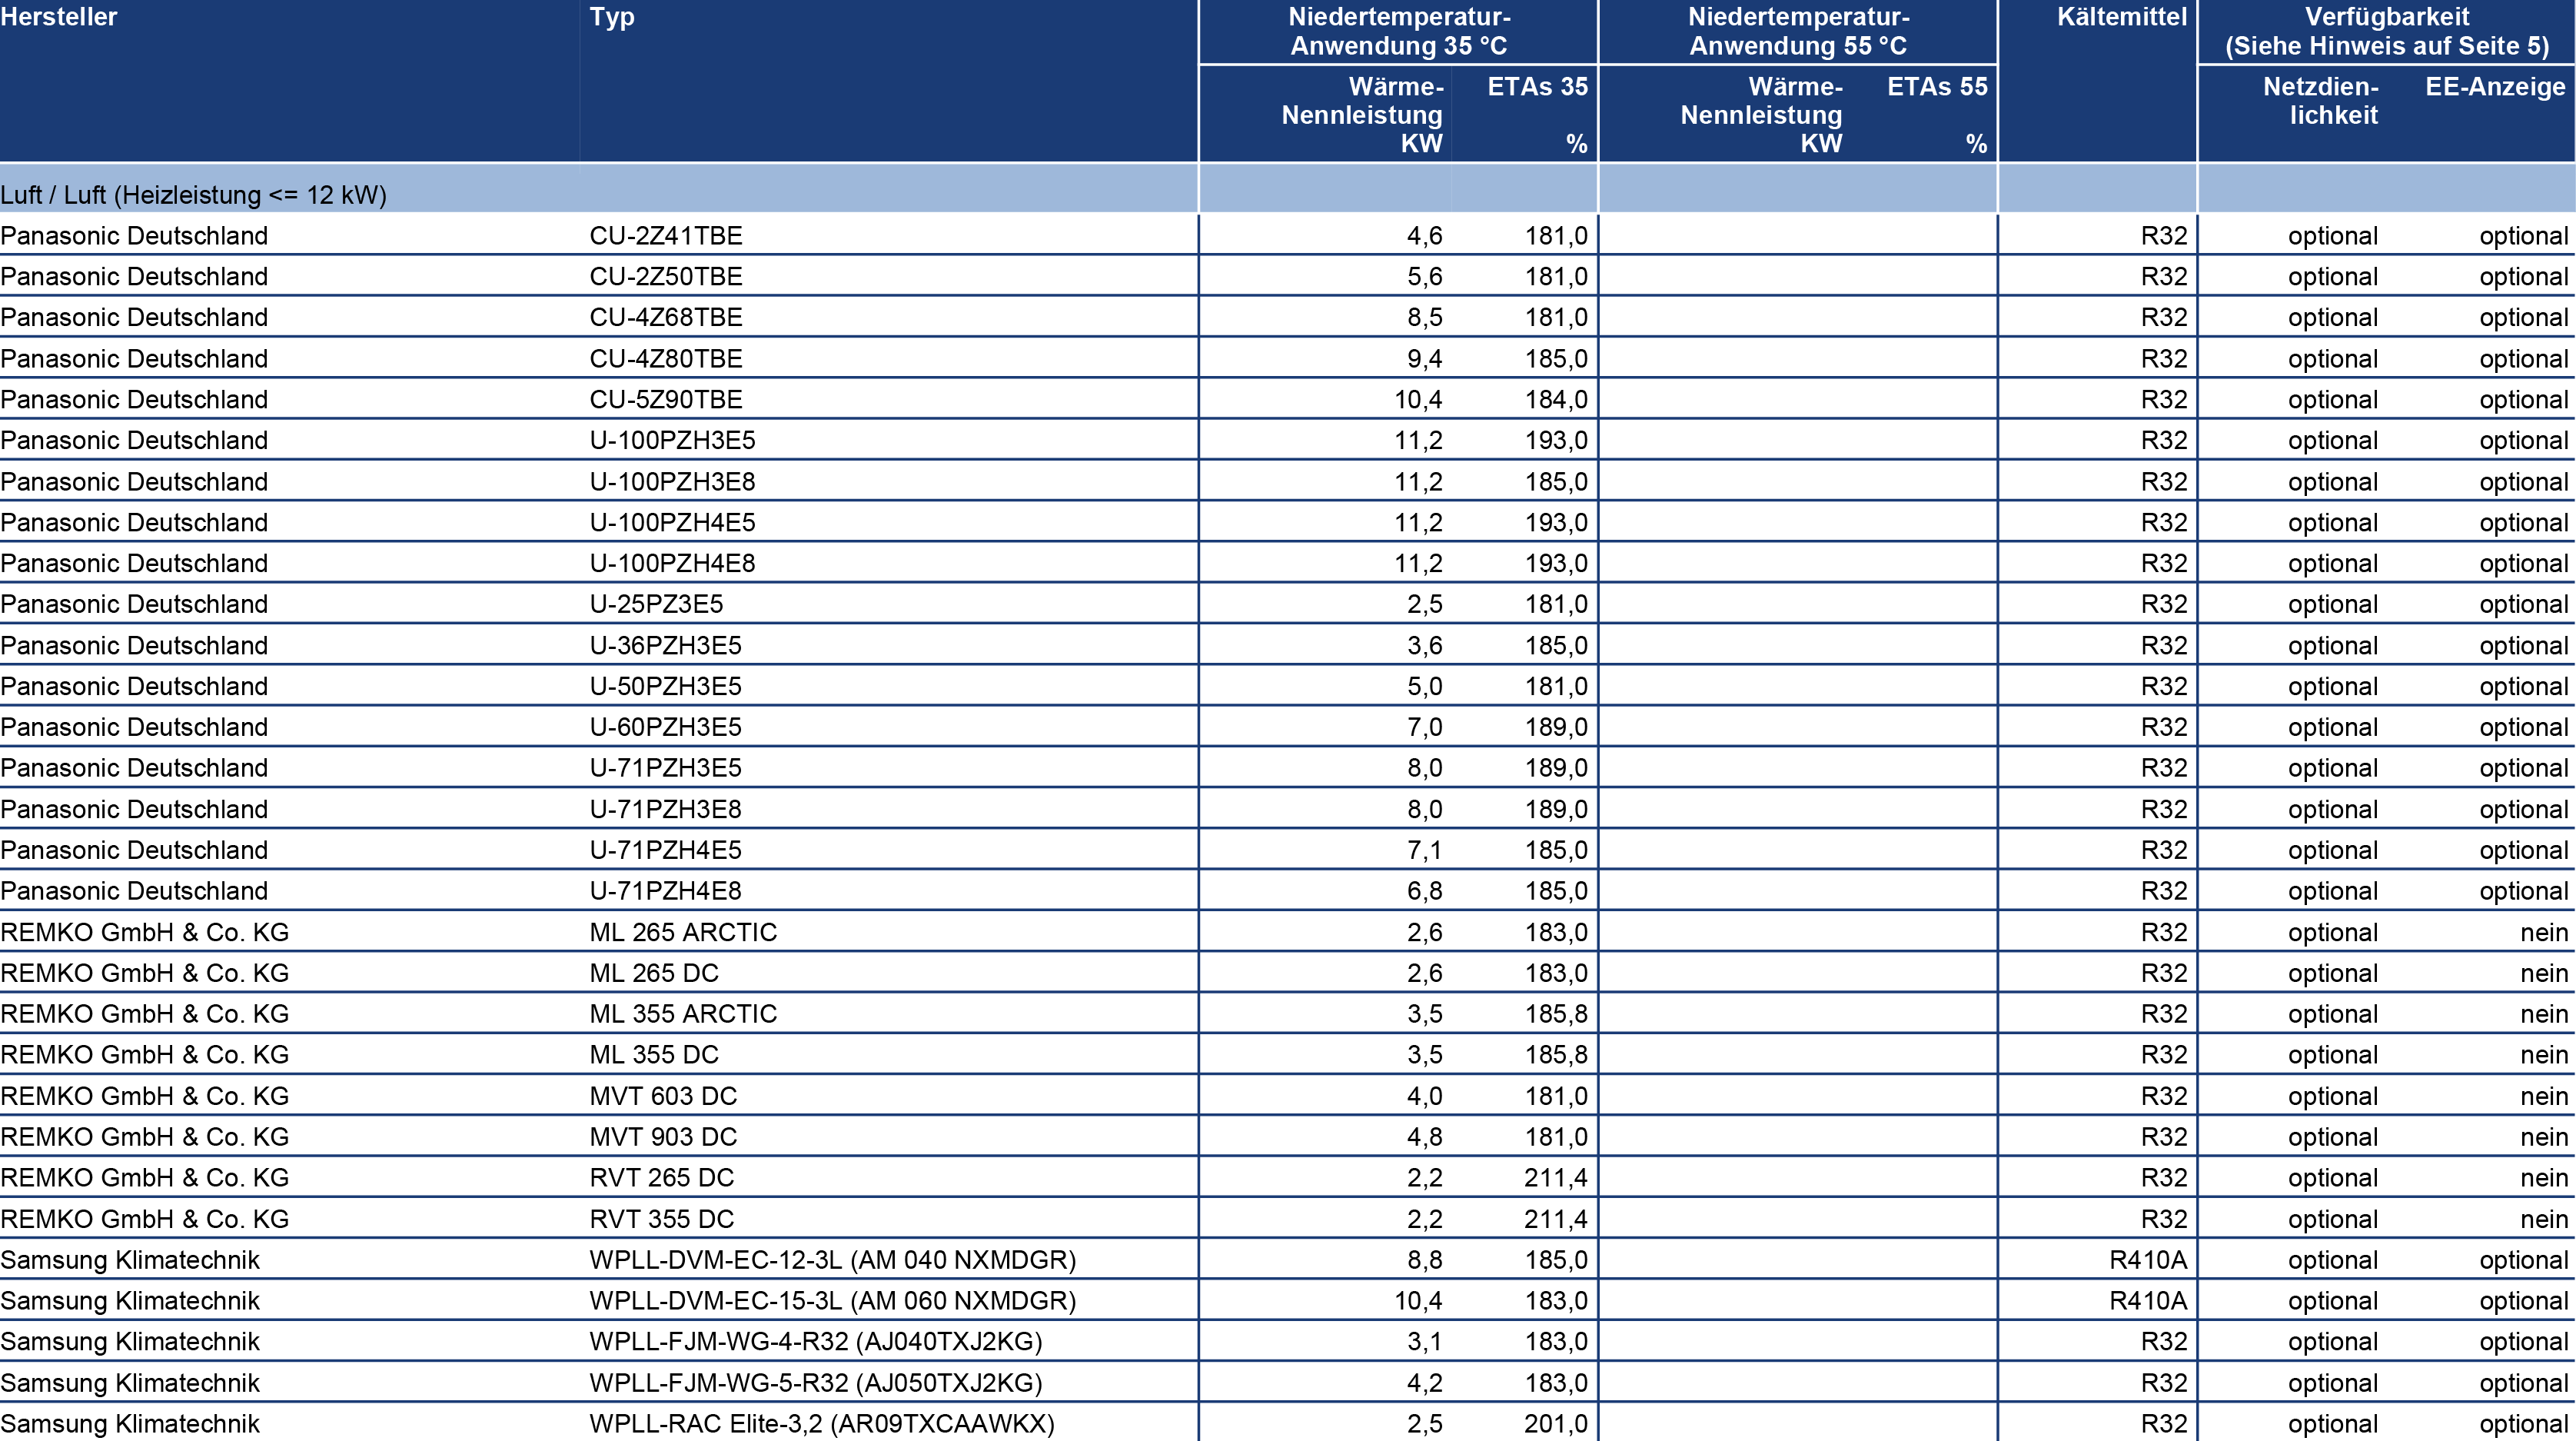 Hersteller Typ Niedertemperatur- Niedertemperatur- Kältemittel Verfügbarkeit
Anwendung 35 °C Anwendung 55 °C (Siehe Hinweis auf Seite 5)
Wärme- ETAs 35 Wärme- ETAs 55 Netzdien- EE-Anzeige
Nennleistung Nennleistung lichkeit
KW % KW %
Luft / Luft (Heizleistung <= 12 kW)
Panasonic Deutschland CU-2Z41TBE 4,6 181,0 R32 optional optional
Panasonic Deutschland CU-2Z50TBE 5,6 181,0 R32 optional optional
Panasonic Deutschland CU-4Z68TBE 8,5 181,0 R32 optional optional
Panasonic Deutschland CU-4Z80TBE 9,4 185,0 R32 optional optional
Panasonic Deutschland CU-5Z90TBE 10,4 184,0 R32 optional optional
Panasonic Deutschland U-100PZH3E5 11,2 193,0 R32 optional optional
Panasonic Deutschland U-100PZH3E8 11,2 185,0 R32 optional optional
Panasonic Deutschland U-100PZH4E5 11,2 193,0 R32 optional optional
Panasonic Deutschland U-100PZH4E8 11,2 193,0 R32 optional optional
Panasonic Deutschland U-25PZ3E5 2,5 181,0 R32 optional optional
Panasonic Deutschland U-36PZH3E5 3,6 185,0 R32 optional optional
Panasonic Deutschland U-50PZH3E5 5,0 181,0 R32 optional optional
Panasonic Deutschland U-60PZH3E5 7,0 189,0 R32 optional optional
Panasonic Deutschland U-71PZH3E5 8,0 189,0 R32 optional optional
Panasonic Deutschland U-71PZH3E8 8,0 189,0 R32 optional optional
Panasonic Deutschland U-71PZH4E5 7,1 185,0 R32 optional optional
Panasonic Deutschland U-71PZH4E8 6,8 185,0 R32 optional optional
REMKO GmbH & Co. KG ML 265 ARCTIC 2,6 183,0 R32 optional nein
REMKO GmbH & Co. KG ML 265 DC 2,6 183,0 R32 optional nein
REMKO GmbH & Co. KG ML 355 ARCTIC 3,5 185,8 R32 optional nein
REMKO GmbH & Co. KG ML 355 DC 3,5 185,8 R32 optional nein
REMKO GmbH & Co. KG MVT 603 DC 4,0 181,0 R32 optional nein
REMKO GmbH & Co. KG MVT 903 DC 4,8 181,0 R32 optional nein
REMKO GmbH & Co. KG RVT 265 DC 2,2 211,4 R32 optional nein
REMKO GmbH & Co. KG RVT 355 DC 2,2 211,4 R32 optional nein
Samsung Klimatechnik WPLL-DVM-EC-12-3L (AM 040 NXMDGR) 8,8 185,0 R410A optional optional
Samsung Klimatechnik WPLL-DVM-EC-15-3L (AM 060 NXMDGR) 10,4 183,0 R410A optional optional
Samsung Klimatechnik WPLL-FJM-WG-4-R32 (AJ040TXJ2KG) 3,1 183,0 R32 optional optional
Samsung Klimatechnik WPLL-FJM-WG-5-R32 (AJ050TXJ2KG) 4,2 183,0 R32 optional optional
Samsung Klimatechnik WPLL-RAC Elite-3,2 (AR09TXCAAWKX) 2,5 201,0 R32 optional optional